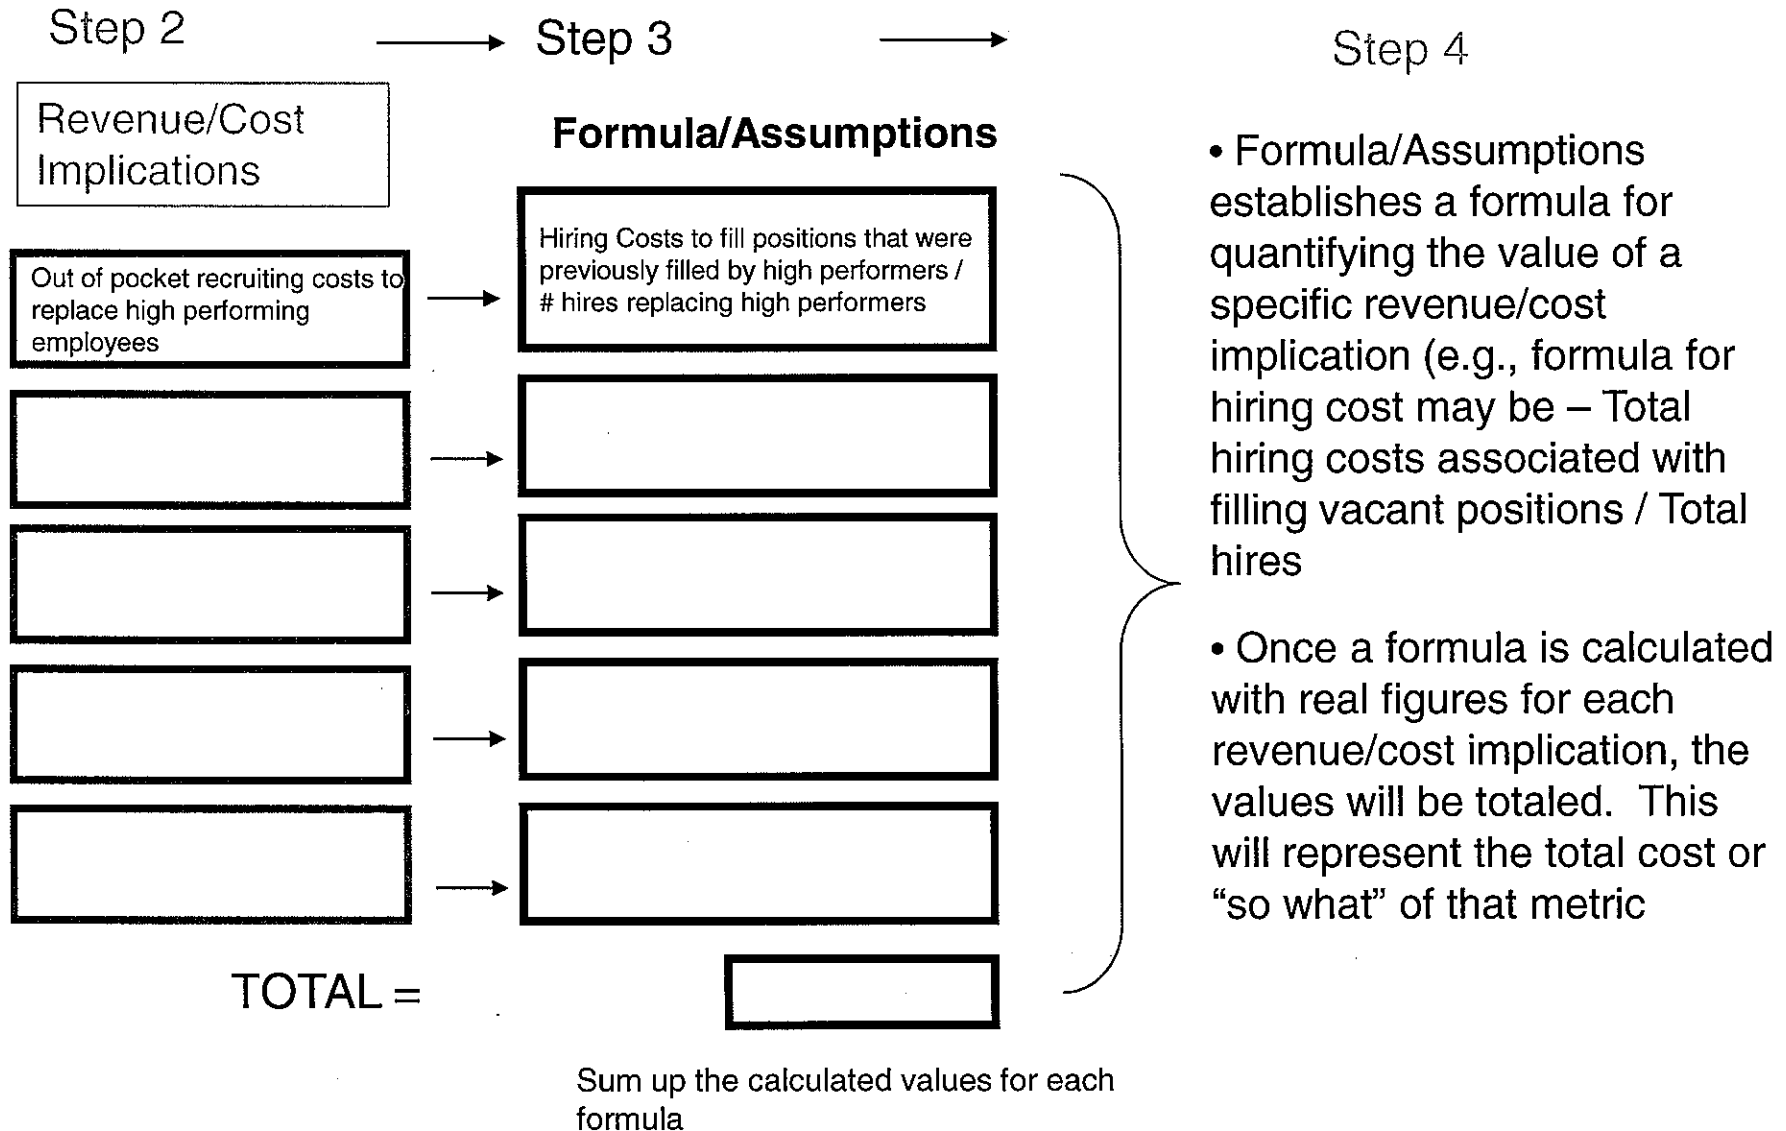 Step 2
Step 3
Step 4
Revenue/Cost
Implications
Formula/Assumptions
Out of pocket recruiting costs to
replace high performing
employees
Hiring Costs to fill positions that were
previously filled by high performers /
# hires replacing high performers
TOTAL =
Sum up the calculated values for each
formula
• Formula/Assumptions
establishes a formula for
quantifying the value of a
specific revenue/cost
implication (e.g., formula for
hiring cost may be – Total
hiring costs associated with
filling vacant positions / Total
hires
• Once a formula is calculated
with real figures for each
revenue/cost implication, the
values will be totaled.  This
will represent the total cost or
“so what” of that metric